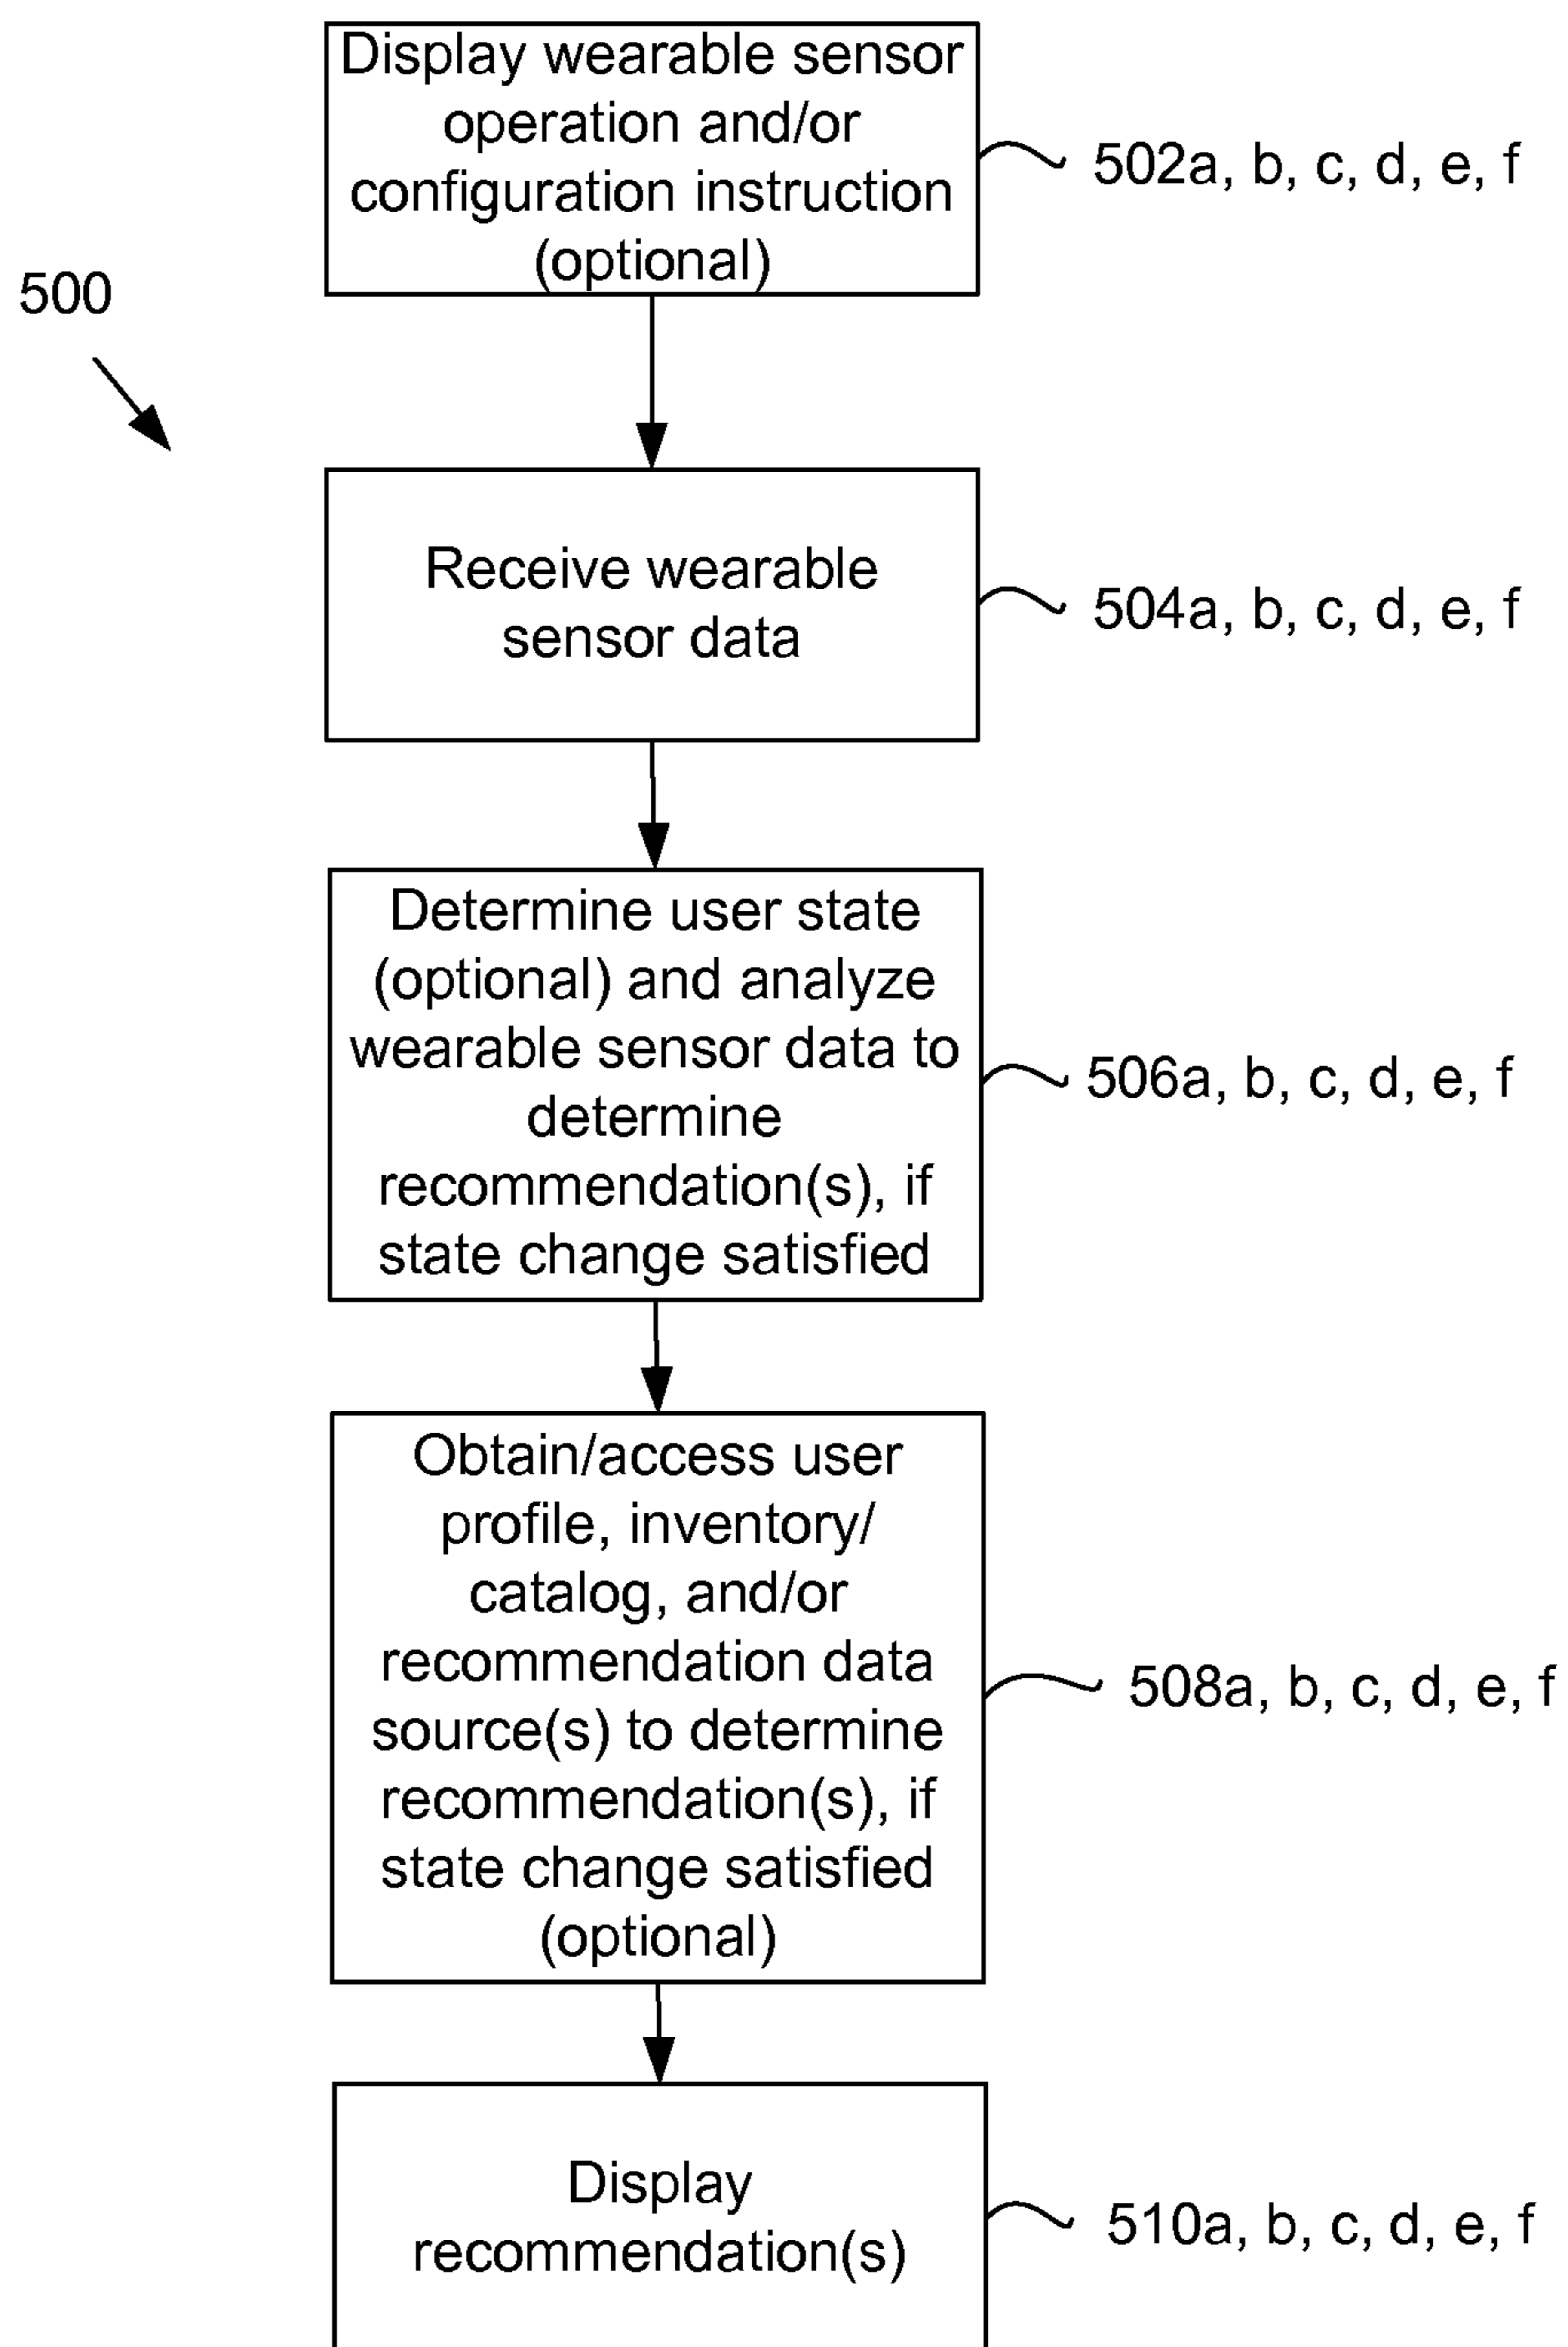 Display wearable sensor
operation and/or
configuration instruction
(optional)
502a, b, c, d, e, f
500
Receive wearable
sensor data
504a, b, c, d, e, f
Determine user state
(optional) and analyze
wearable sensor data to
determine
recommendation(s), if
state change satisfied
506a, b, c, d, e, f
Obtain/access user
profile, inventory/
catalog, and/or
recommendation data
source(s) to determine
recommendation(s), if
state change satisfied
(optional)
508a, b, c, d, e, f
Display
recommendation(s)
510a, b, c, d, e, f